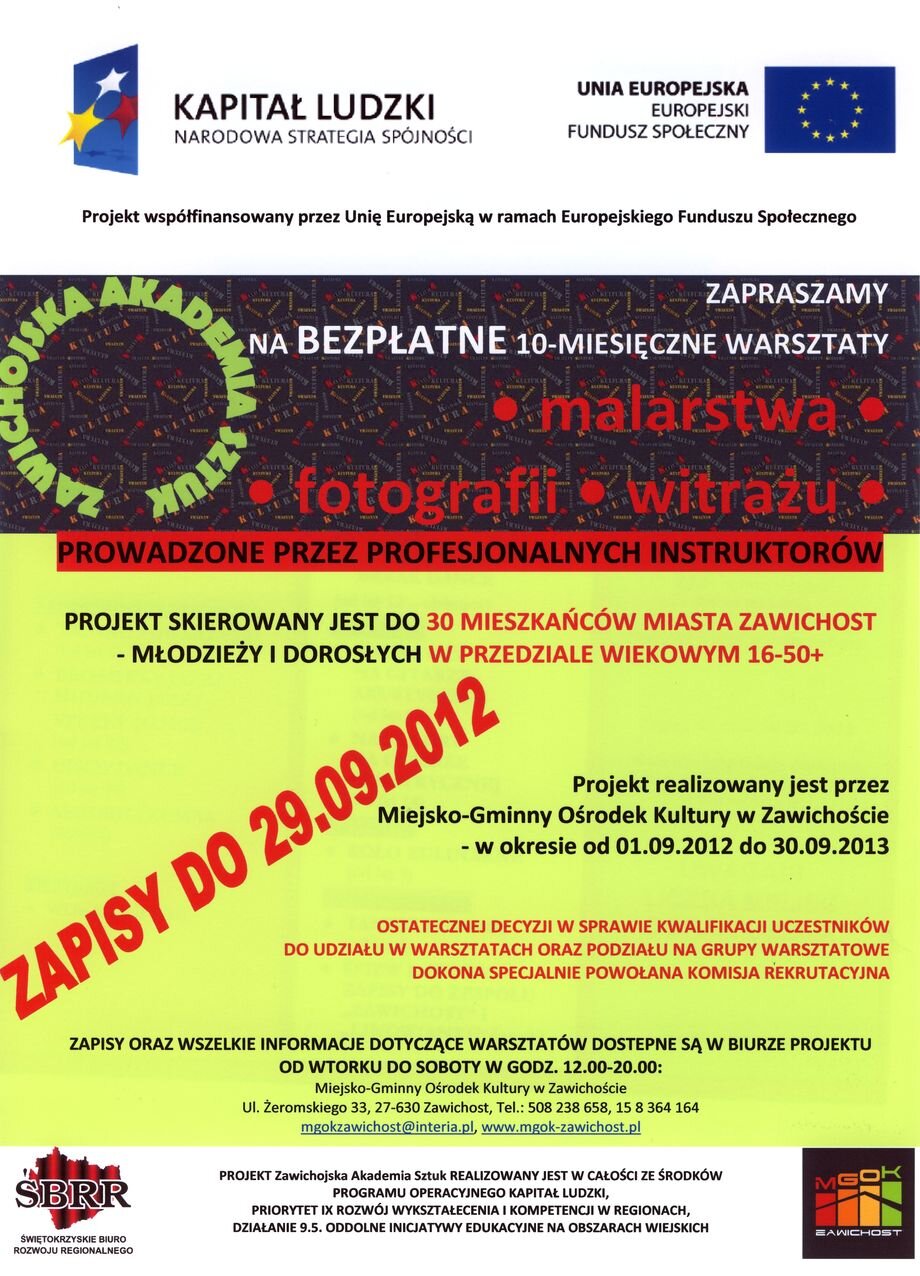 KAPITAŁ LUDZKI
NARODOWA STRATEGIA SPÓJNOŚCI
UNIA EUROPEJSKA
EUROPEJSKI
FUNDUSZ SPOŁECZNY
Projekt współfinansowany przez Unię Europejską w ramach Europejskiego Funduszu Społecznego
ZAWICHOJSKA AKADEMIA SZTUK
ZAPRASZAMY
NA BEZPŁATNE 10-MIESIĘCZNE WARSZTATY
• malarstwa •
• fotografii • witrażu •
PROWADZONE PRZEZ PROFESJONALNYCH INSTRUKTORÓW
PROJEKT SKIEROWANY JEST DO 30 MIESZKAŃCÓW MIASTA ZAWICHOST
- MŁODZIEŻY I DOROSŁYCH W PRZEDZIALE WIEKOWYM 16-50+
ZAPISY DO 29.09.2012
Projekt realizowany jest przez
Miejsko-Gminny Ośrodek Kultury w Zawichoście
- w okresie od 01.09.2012 do 30.09.2013
OSTATECZNEJ DECYZJI W SPRAWIE KWALIFIKACJI UCZESTNIKÓW
DO UDZIAŁU W WARSZTATACH ORAZ PODZIAŁU NA GRUPY WARSZTATOWE
DOKONA SPECJALNIE POWOŁANA KOMISJA REKRUTACYJNA
ZAPISY ORAZ WSZELKIE INFORMACJE DOTYCZĄCE WARSZTATÓW DOSTEPNE SĄ W BIURZE PROJEKTU
OD WTORKU DO SOBOTY W GODZ. 12.00-20.00:
Miejsko-Gminny Ośrodek Kultury w Zawichoście
Ul. Żeromskiego 33, 27-630 Zawichost, Tel.: 508 238 658, 15 8 364 164
mgokzawichost@interia.pl, www.mgok-zawichost.pl
ŚBRR
ŚWIĘTOKRZYSKIE BIURO
ROZWOJU REGIONALNEGO
PROJEKT Zawichojska Akademia Sztuk REALIZOWANY JEST W CAŁOŚCI ZE ŚRODKÓW
PROGRAMU OPERACYJNEGO KAPITAŁ LUDZKI,
PRIORYTET IX ROZWÓJ WYKSZTAŁECENIA I KOMPETENCJI W REGIONACH,
DZIAŁANIE 9.5. ODDOLNE INICJATYWY EDUKACYJNE NA OBSZARACH WIEJSKICH
MGOK
ZAWICHOST